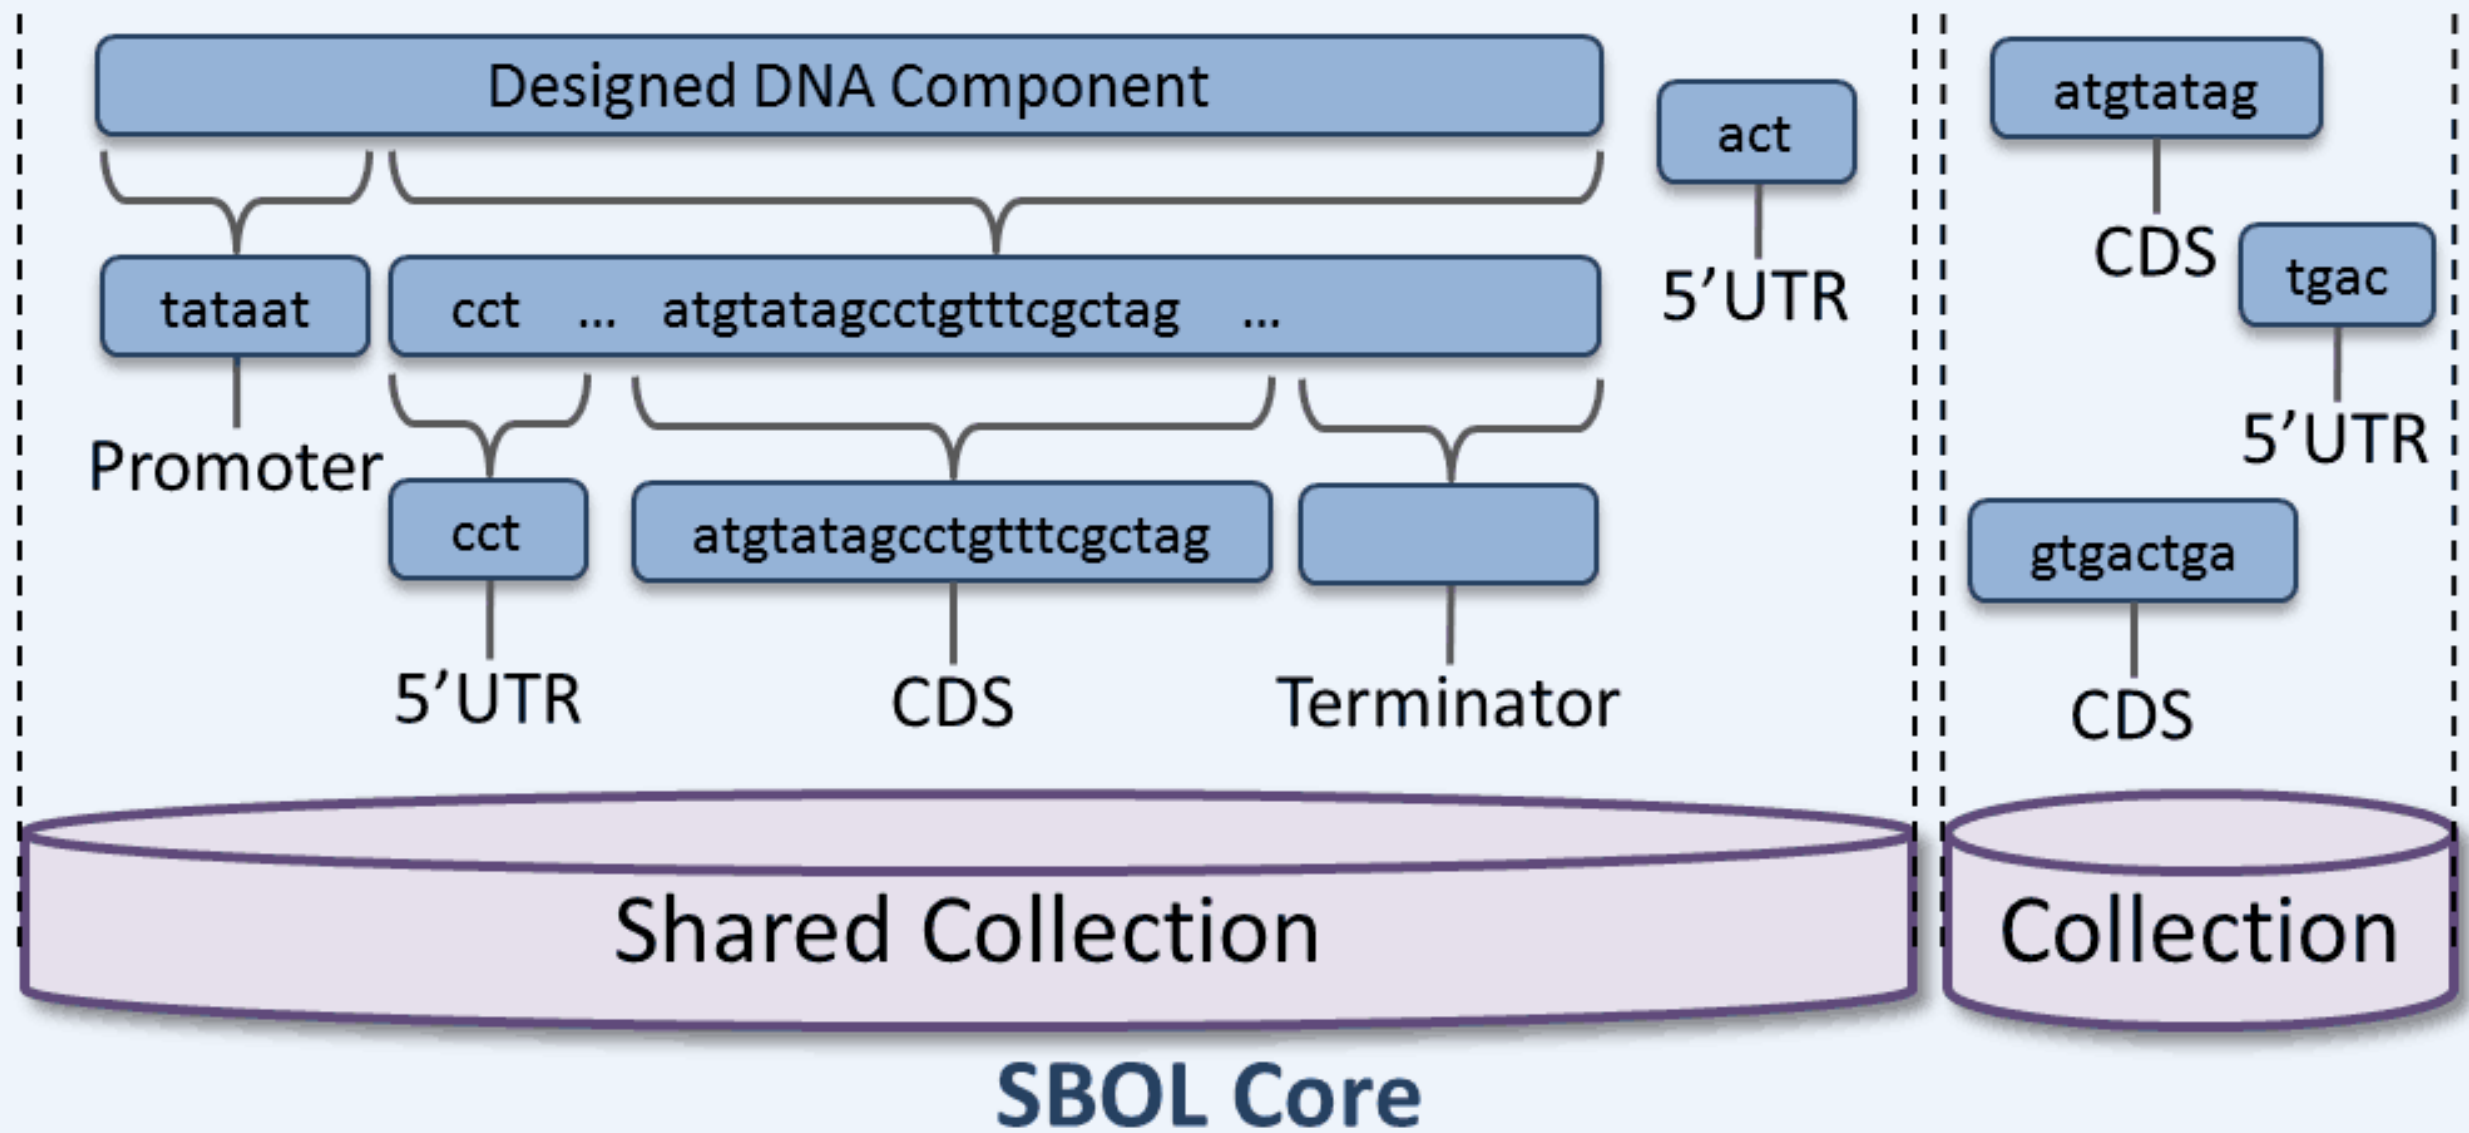 Designed DNA Component
act
5’UTR
tataat
cct ... atgtatagcctgtttcgctag ...
Promoter
cct
atgtatagcctgtttcgctag
5’UTR
CDS
Terminator
atgtatag
CDS
tgac
5’UTR
gtgactga
CDS
Shared Collection
Collection
SBOL Core